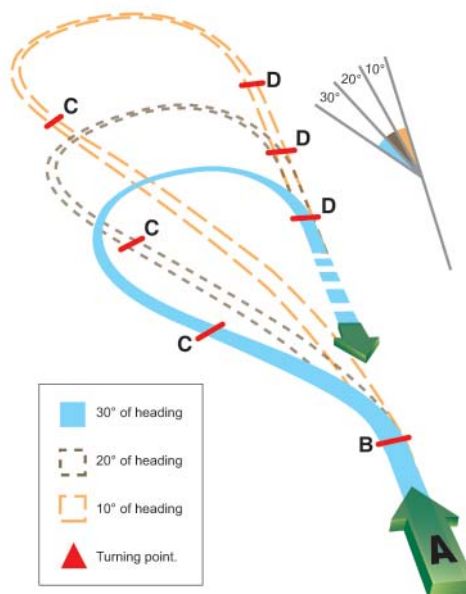 10°
20°
30°
D
C
D
C
D
C
B
A
30° of heading
20° of heading
10° of heading
Turning point.